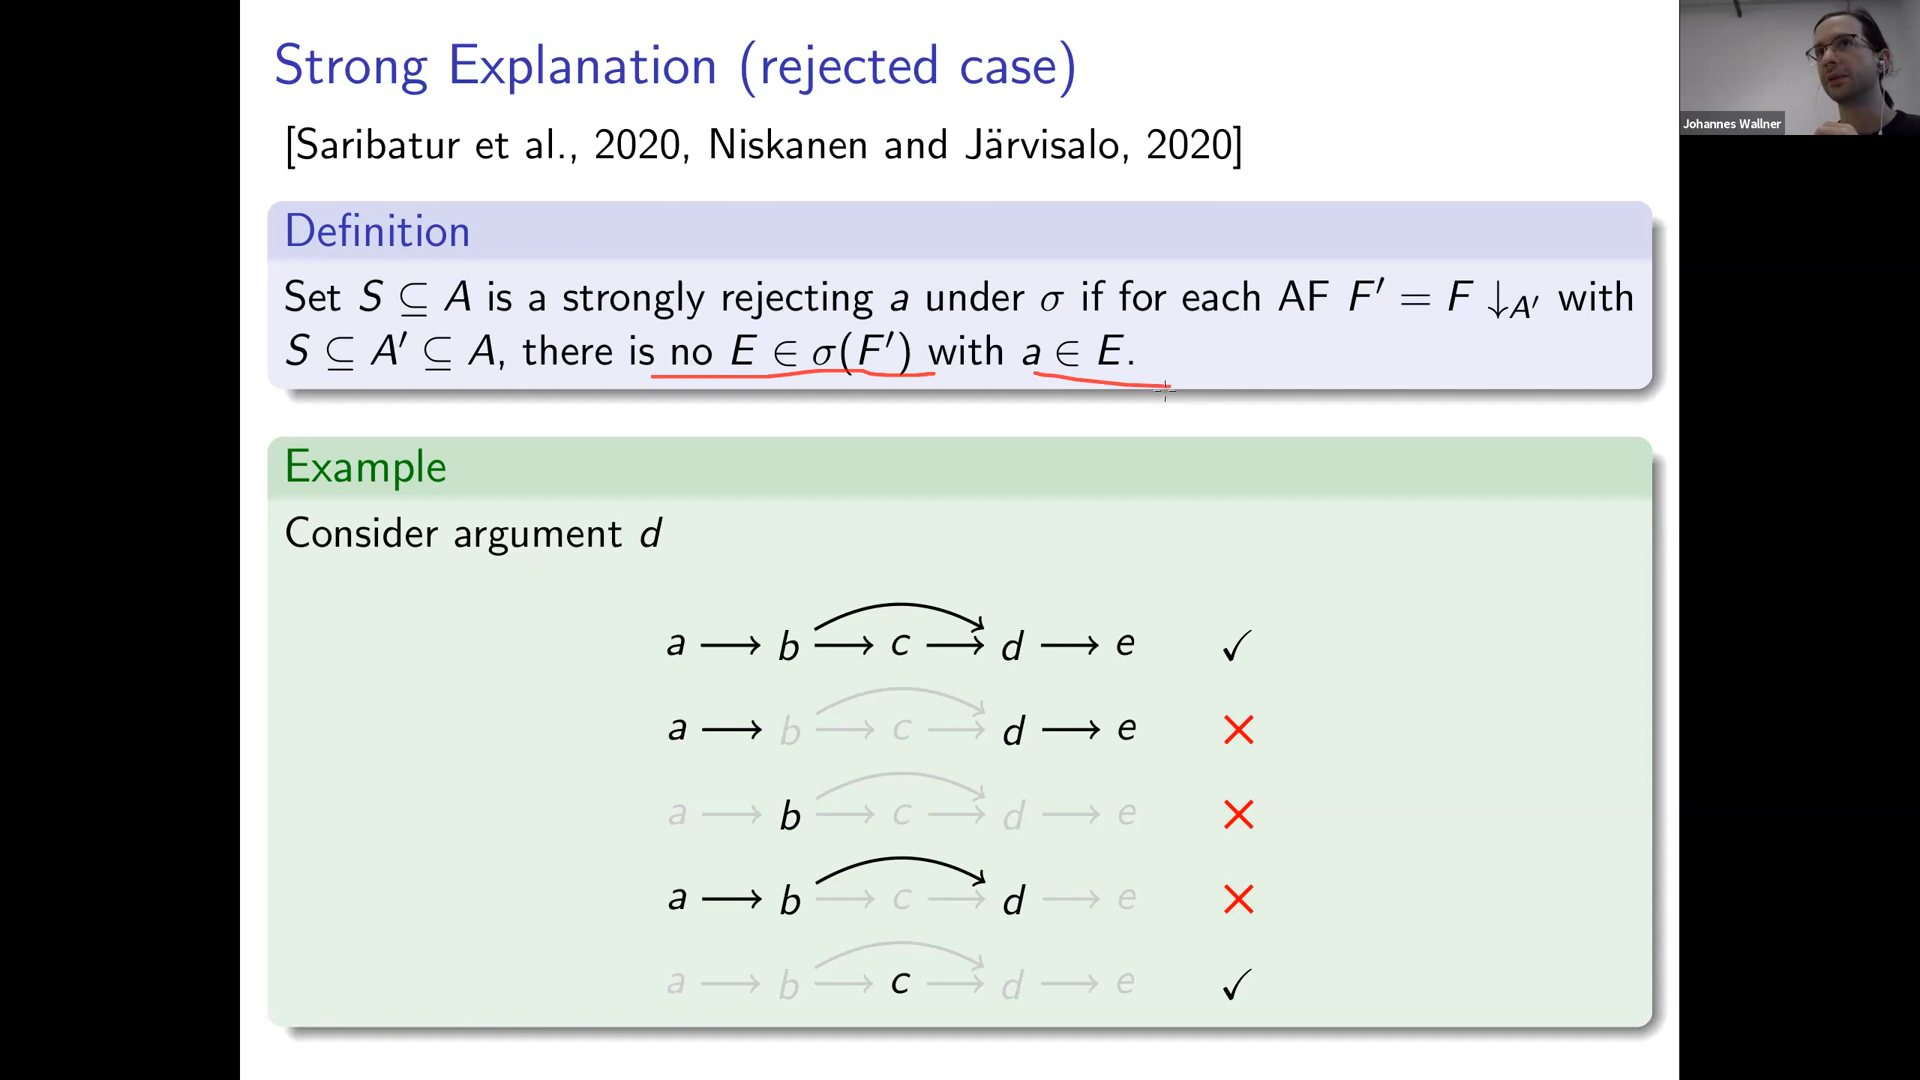 Strong Explanation (rejected case)
Johannes Wallner
[Saribatur et al., 2020, Niskanen and Järvisalo, 2020]
Definition
Set S ⊆ A is a strongly rejecting a under σ if for each AF F′ = F ↓A′ with
S ⊆ A′ ⊆ A, there is no E ∈ σ(F′) with a ∈ E.
Example
Consider argument d
a → b → c → d → e ✓
a → b → c → d → e ✕
a → b → c → d → e ✕
a → b → c → d → e ✕
a → b → c → d → e ✓